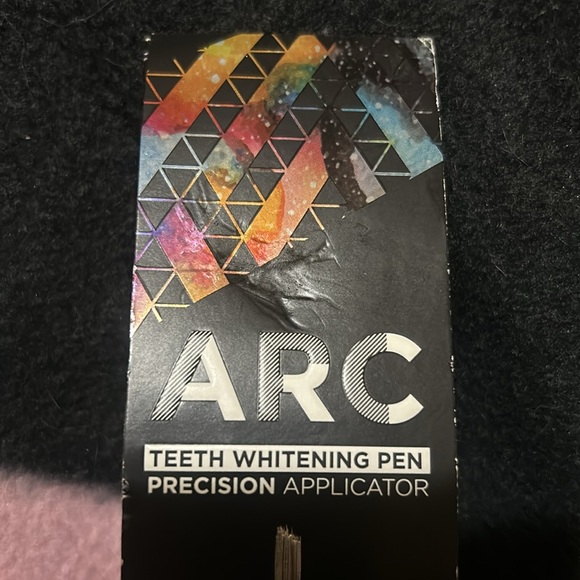 ARC
TEETH WHITENING PEN
PRECISION APPLICATOR